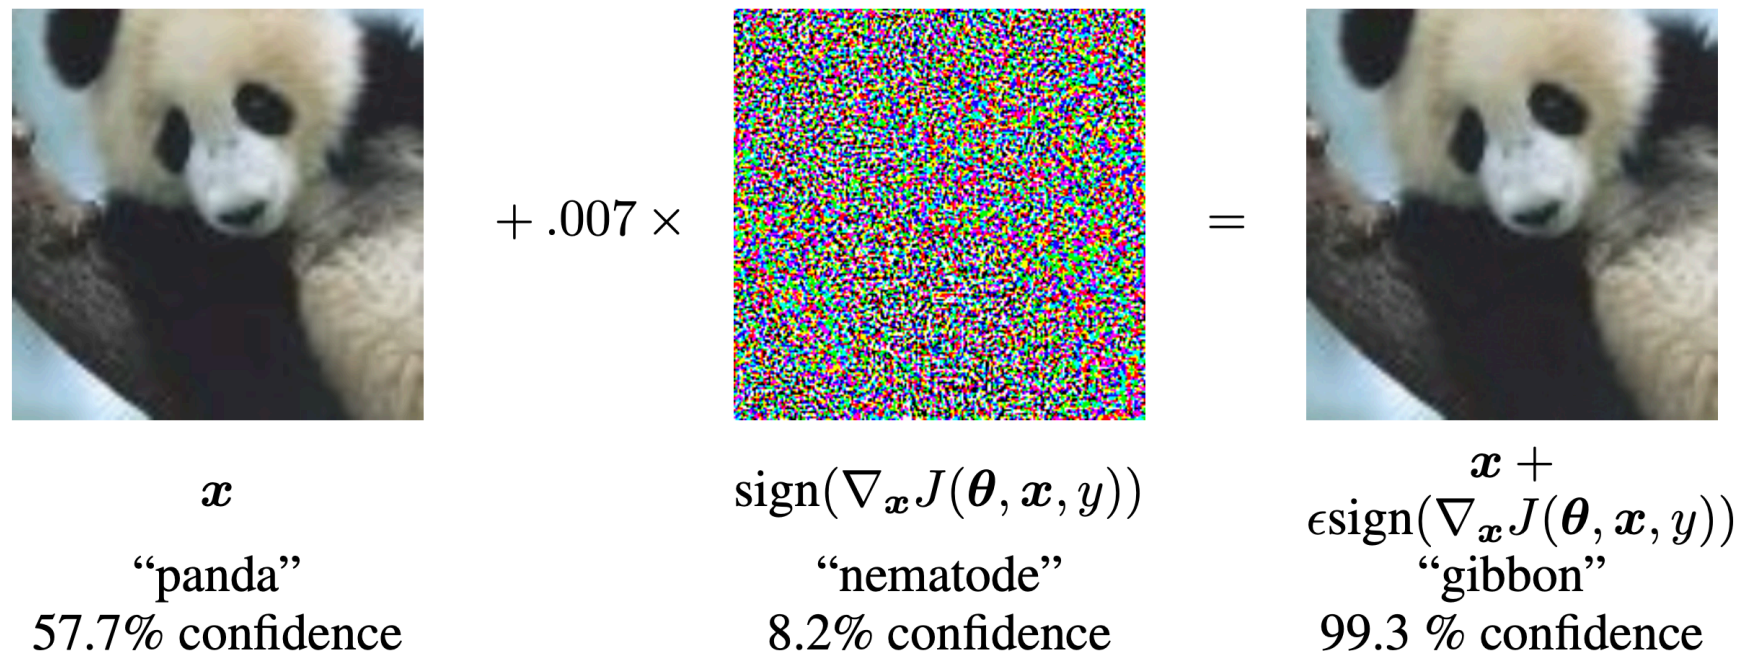 + .007 ×
=
x
“panda”
57.7% confidence
sign(∇ₓJ(θ, x, y))
“nematode”
8.2% confidence
x +
ϵsign(∇ₓJ(θ, x, y))
“gibbon”
99.3 % confidence